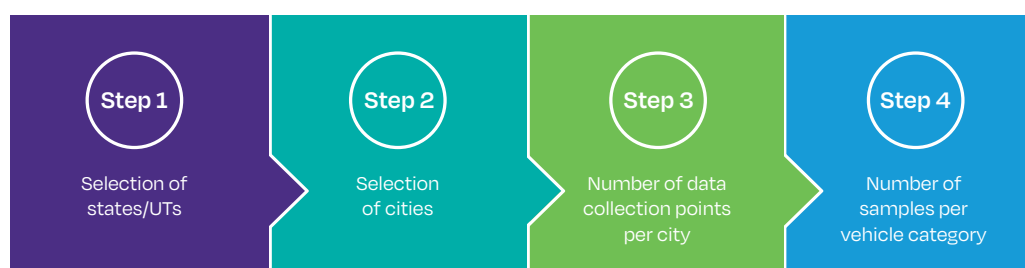 Step 1
Selection of
states/UTs
Step 2
Selection
of cities
Step 3
Number of data
collection points
per city
Step 4
Number of
samples per
vehicle category